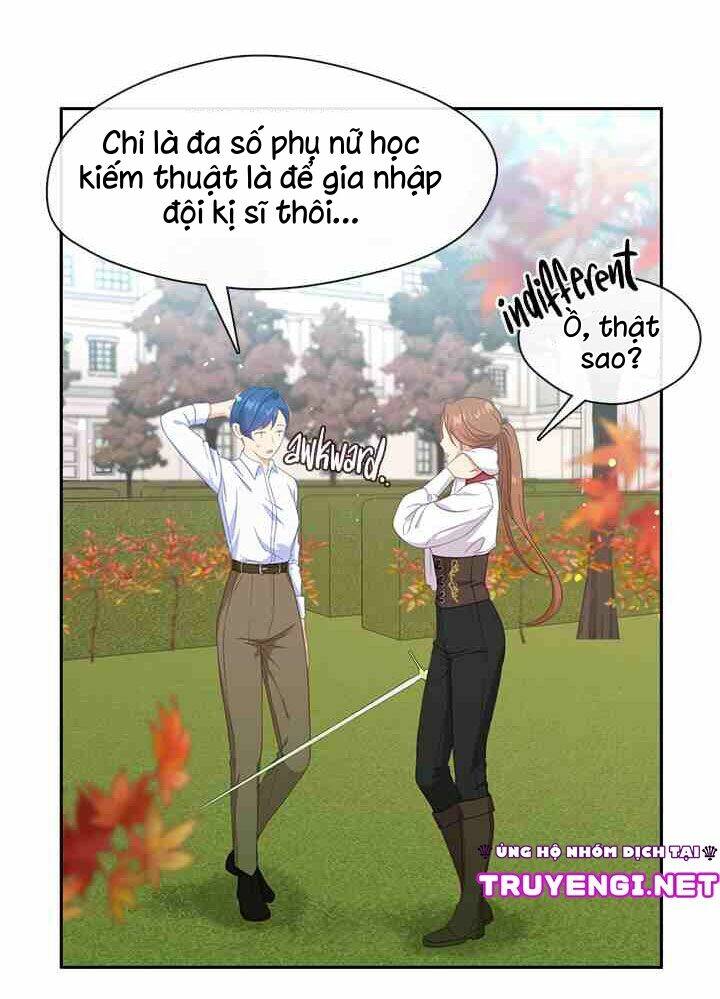 Chỉ là đa số phụ nữ học
kiếm thuật là để gia nhập
đội kị sĩ thôi...
indifferent
Ồ, thật
sao?
awkward..
ỦNG HỘ NHÓM DỊCH TẠI
TRUYENGI.NET